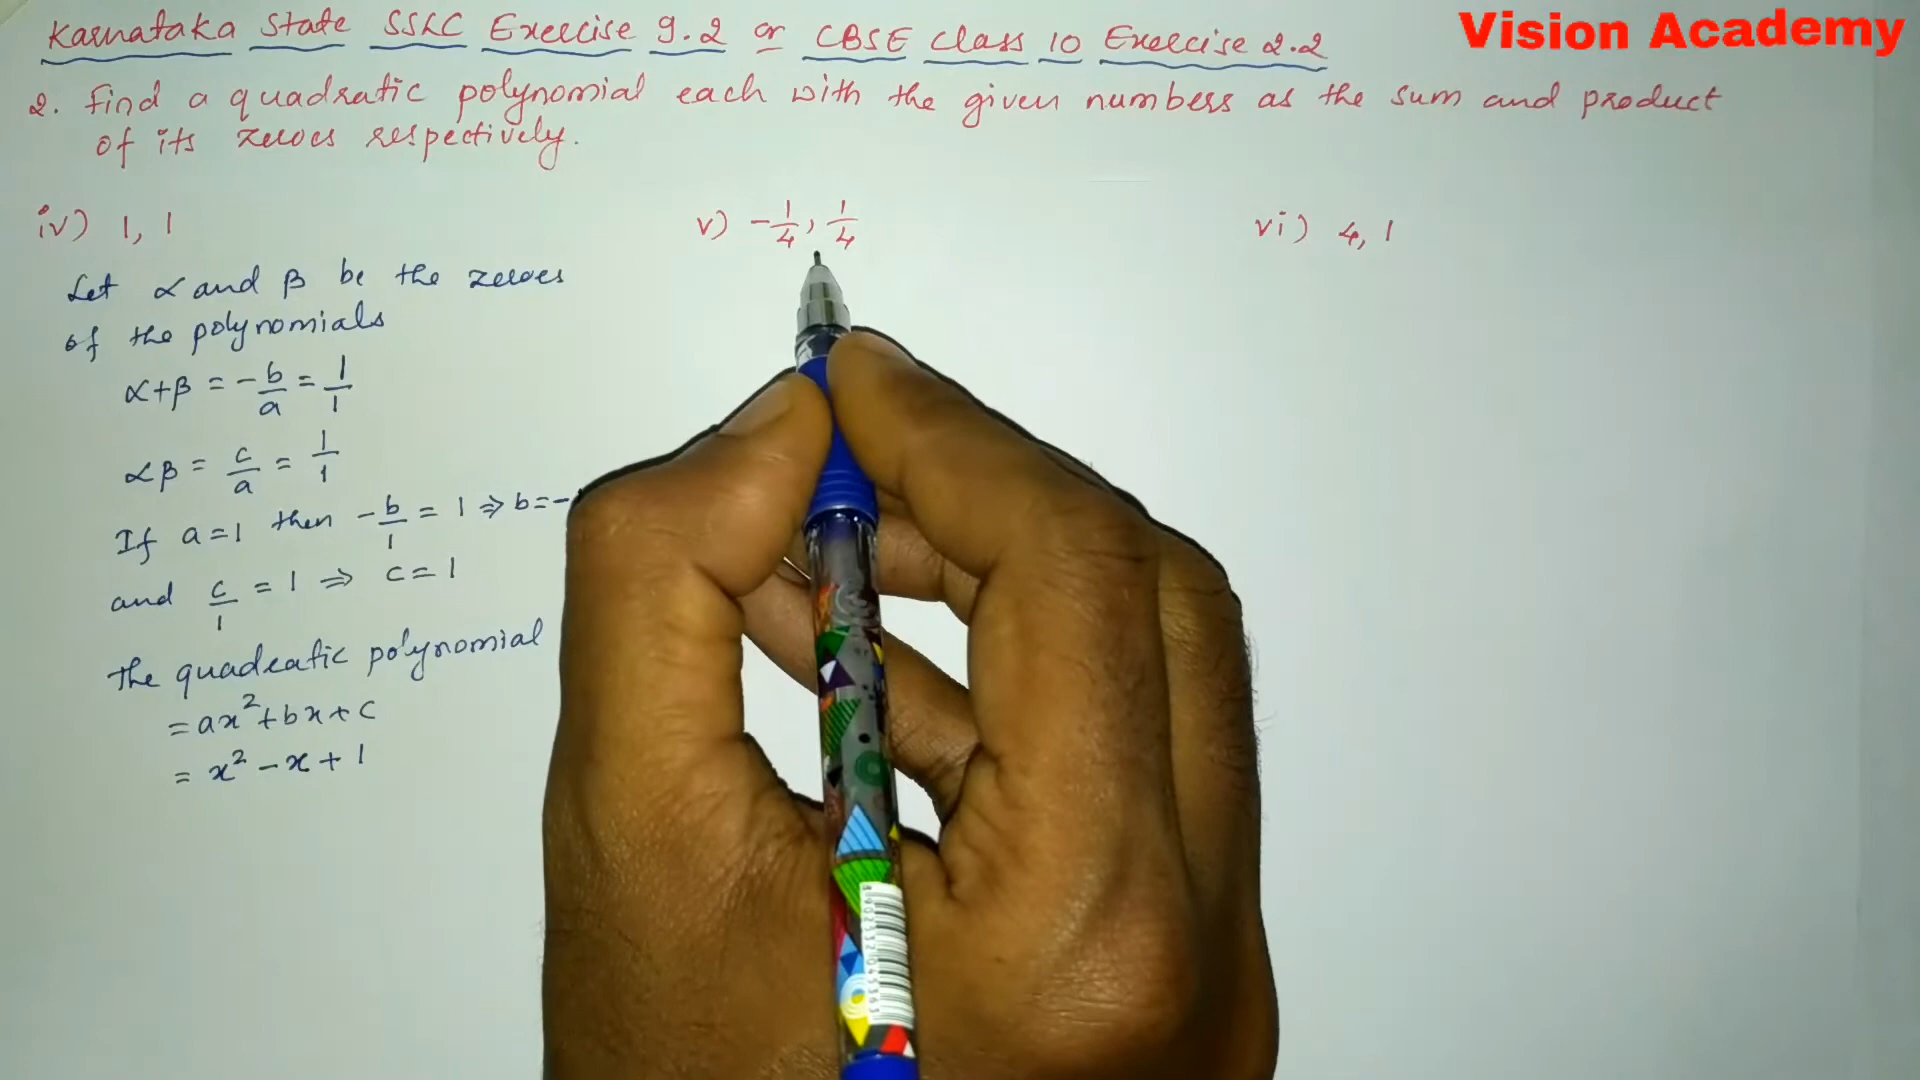 Karnataka State SSLC Exercise 9.2 or CBSE Class 10 Exercise 2.2
Vision Academy
2. Find a quadratic polynomial each with the given numbers as the sum and product
of its zeroes respectively.
iv) 1, 1
Let α and β be the zeroes
of the polynomials
α+β = -b/a = 1/1
αβ = c/a = 1/1
If a=1 then -b/1 = 1 ⇒ b=-
and c/1 = 1 ⇒ c=1
The quadratic polynomial
= ax²+bx+c
= x²-x+1
v) -1/4, 1/4
vi) 4, 1